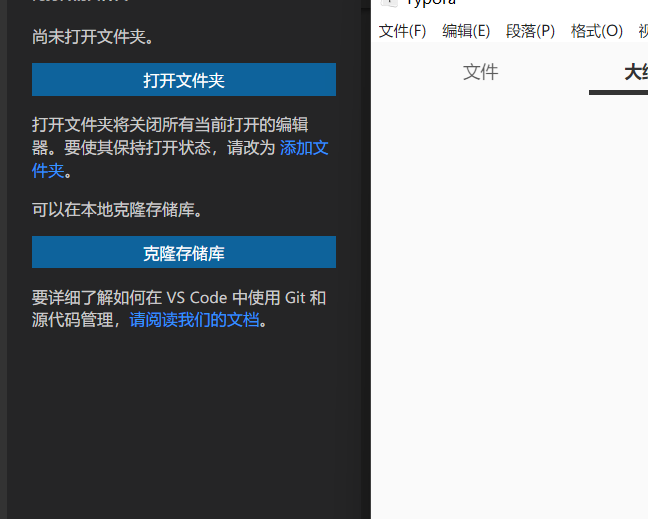 尚未打开文件夹。
打开文件夹
打开文件夹将关闭所有当前打开的编辑
器。要使其保持打开状态，请改为 添加文
件夹。
可以在本地克隆存储库。
克隆存储库
要详细了解如何在 VS Code 中使用 Git 和
源代码管理，请阅读我们的文档。
Typora
文件(F) 编辑(E) 段落(P) 格式(O)
文件